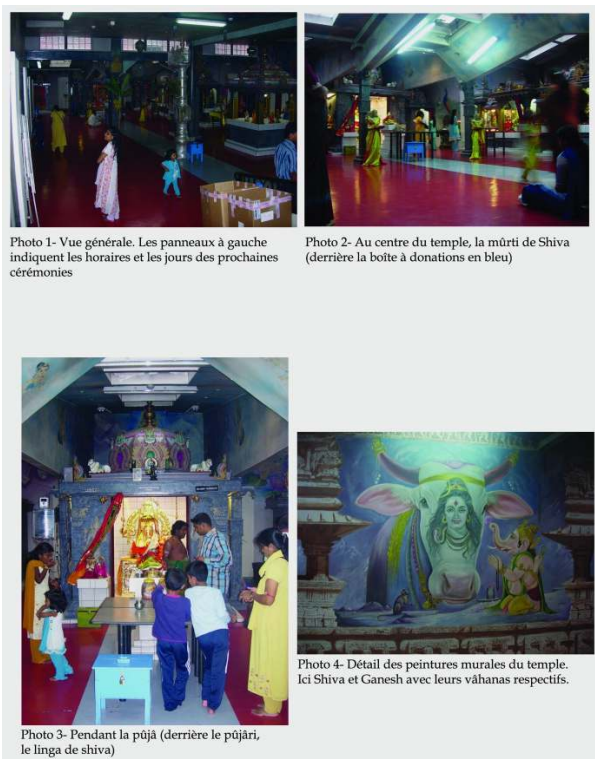 Photo 1- Vue générale. Les panneaux à gauche
indiquent les horaires et les jours des prochaines
cérémonies
Photo 2- Au centre du temple, la mûrti de Shiva
(derrière la boîte à donations en bleu)
Photo 3- Pendant la pûjâ (derrière le pûjâri,
le linga de shiva)
Photo 4- Détail des peintures murales du temple.
Ici Shiva et Ganesh avec leurs vâhanas respectifs.